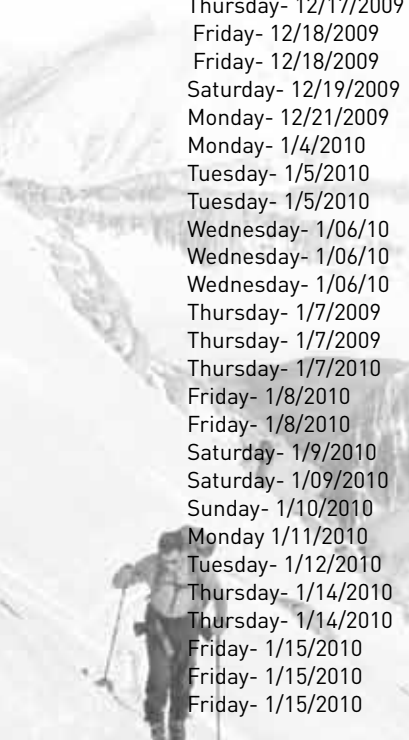 Thursday- 12/17/2009
Friday- 12/18/2009
Friday- 12/18/2009
Saturday- 12/19/2009
Monday- 12/21/2009
Monday- 1/4/2010
Tuesday- 1/5/2010
Tuesday- 1/5/2010
Wednesday- 1/06/10
Wednesday- 1/06/10
Wednesday- 1/06/10
Thursday- 1/7/2009
Thursday- 1/7/2009
Thursday- 1/7/2010
Friday- 1/8/2010
Friday- 1/8/2010
Saturday- 1/9/2010
Saturday- 1/09/2010
Sunday- 1/10/2010
Monday 1/11/2010
Tuesday- 1/12/2010
Thursday- 1/14/2010
Thursday- 1/14/2010
Friday- 1/15/2010
Friday- 1/15/2010
Friday- 1/15/2010